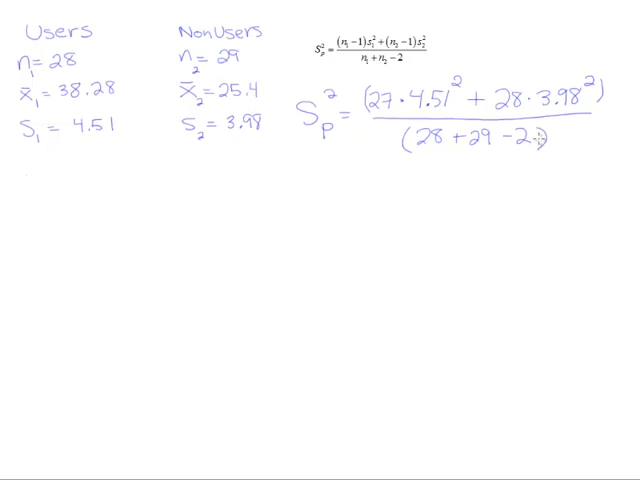 Users
n₁ = 28
x̄₁ = 38.28
S₁ = 4.51
NonUsers
n₂ = 29
x̄₂ = 25.4
S₂ = 3.98
S²ₚ = ((n₁ − 1)s₁² + (n₂ − 1)s₂²) / (n₁ + n₂ − 2)
Sₚ² = (27 · 4.51² + 28 · 3.98²)
(28 + 29 − 2)